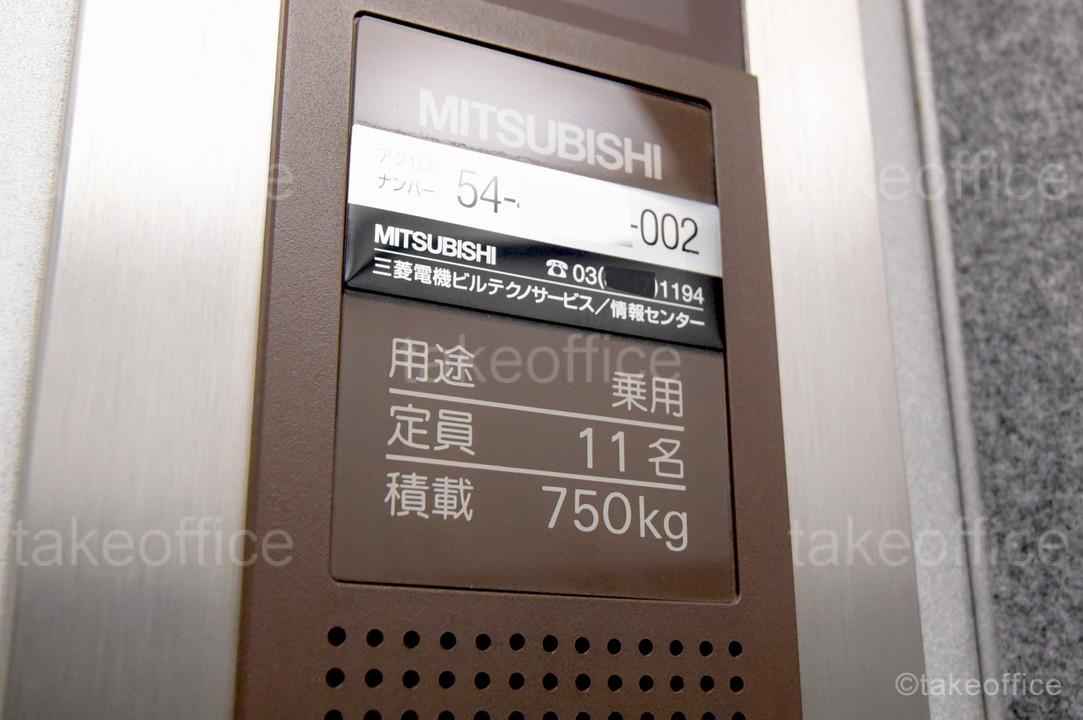 MITSUBISHI
アクセス
ナンバー 54- -002
MITSUBISHI ☎03( )1194
三菱電機ビルテクノサービス/情報センター
用途 乗用
定員 11名
積載 750kg
takeoffice
takeoffice
takeoffice
takeoffice
takeoffice
©takeoffice